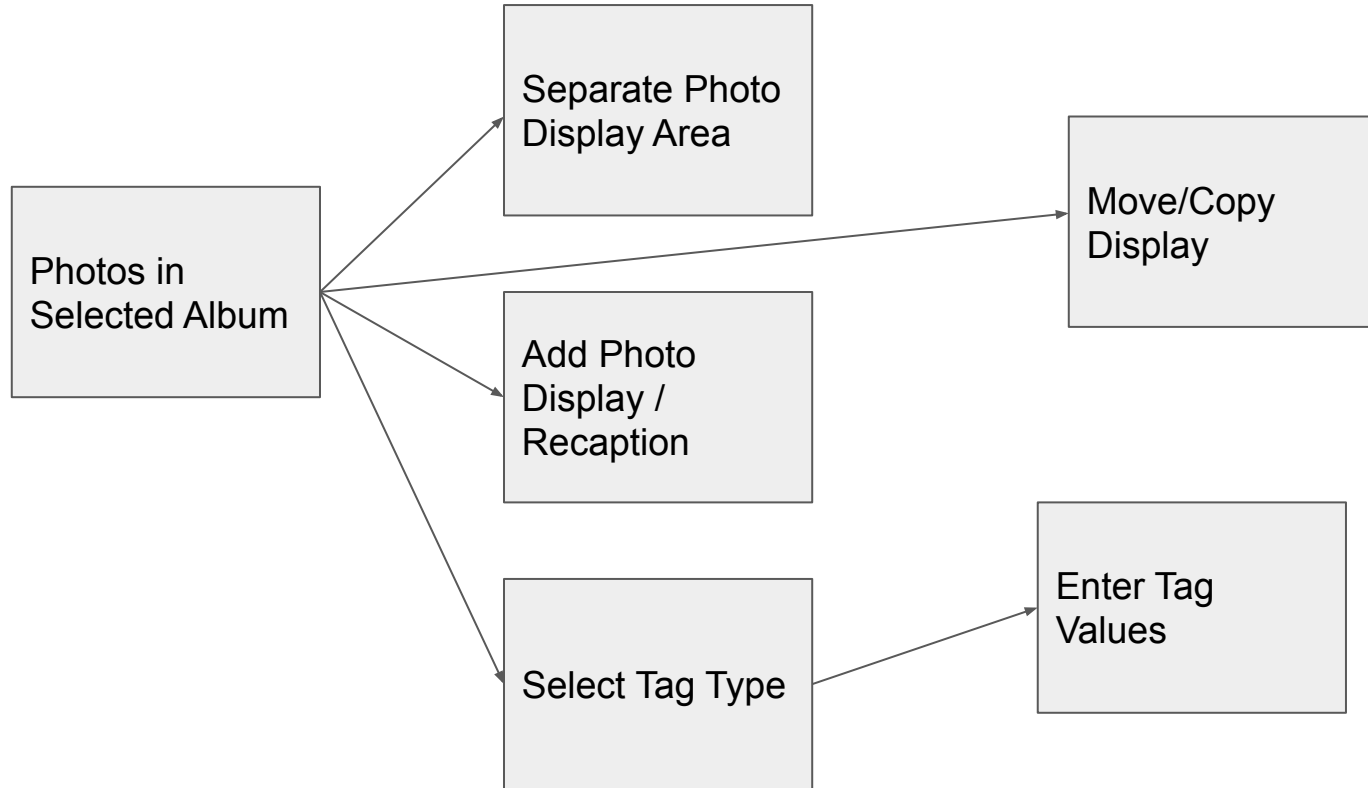 Photos in
Selected Album
Separate Photo
Display Area
Move/Copy
Display
Add Photo
Display /
Recaption
Select Tag Type
Enter Tag
Values